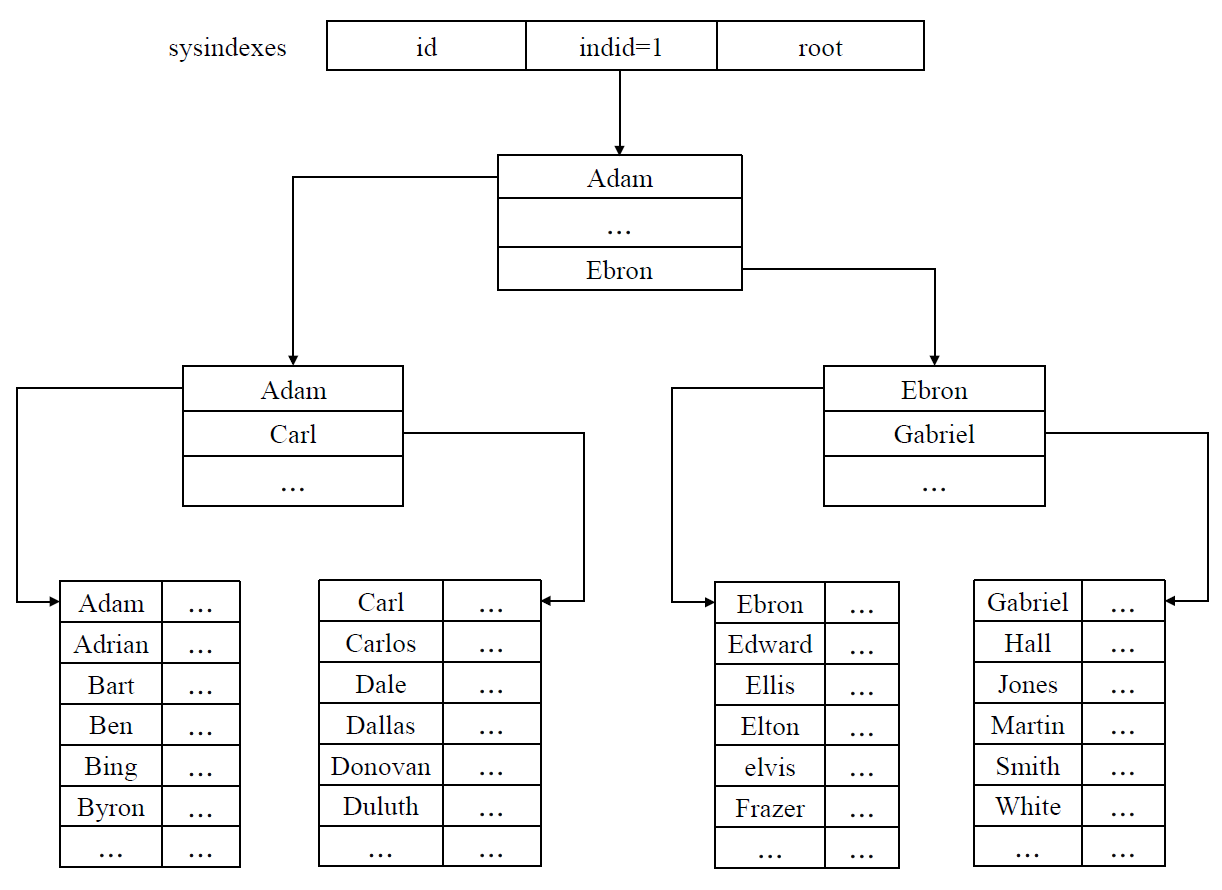 sysindexes id indid=1 root
Adam
...
Ebron
Adam
Carl
...
Ebron
Gabriel
...
Adam ...
Adrian ...
Bart ...
Ben ...
Bing ...
Byron ...
... ...
Carl ...
Carlos ...
Dale ...
Dallas ...
Donovan ...
Duluth ...
... ...
Ebron ...
Edward ...
Ellis ...
Elton ...
elvis ...
Frazer ...
... ...
Gabriel ...
Hall ...
Jones ...
Martin ...
Smith ...
White ...
... ...